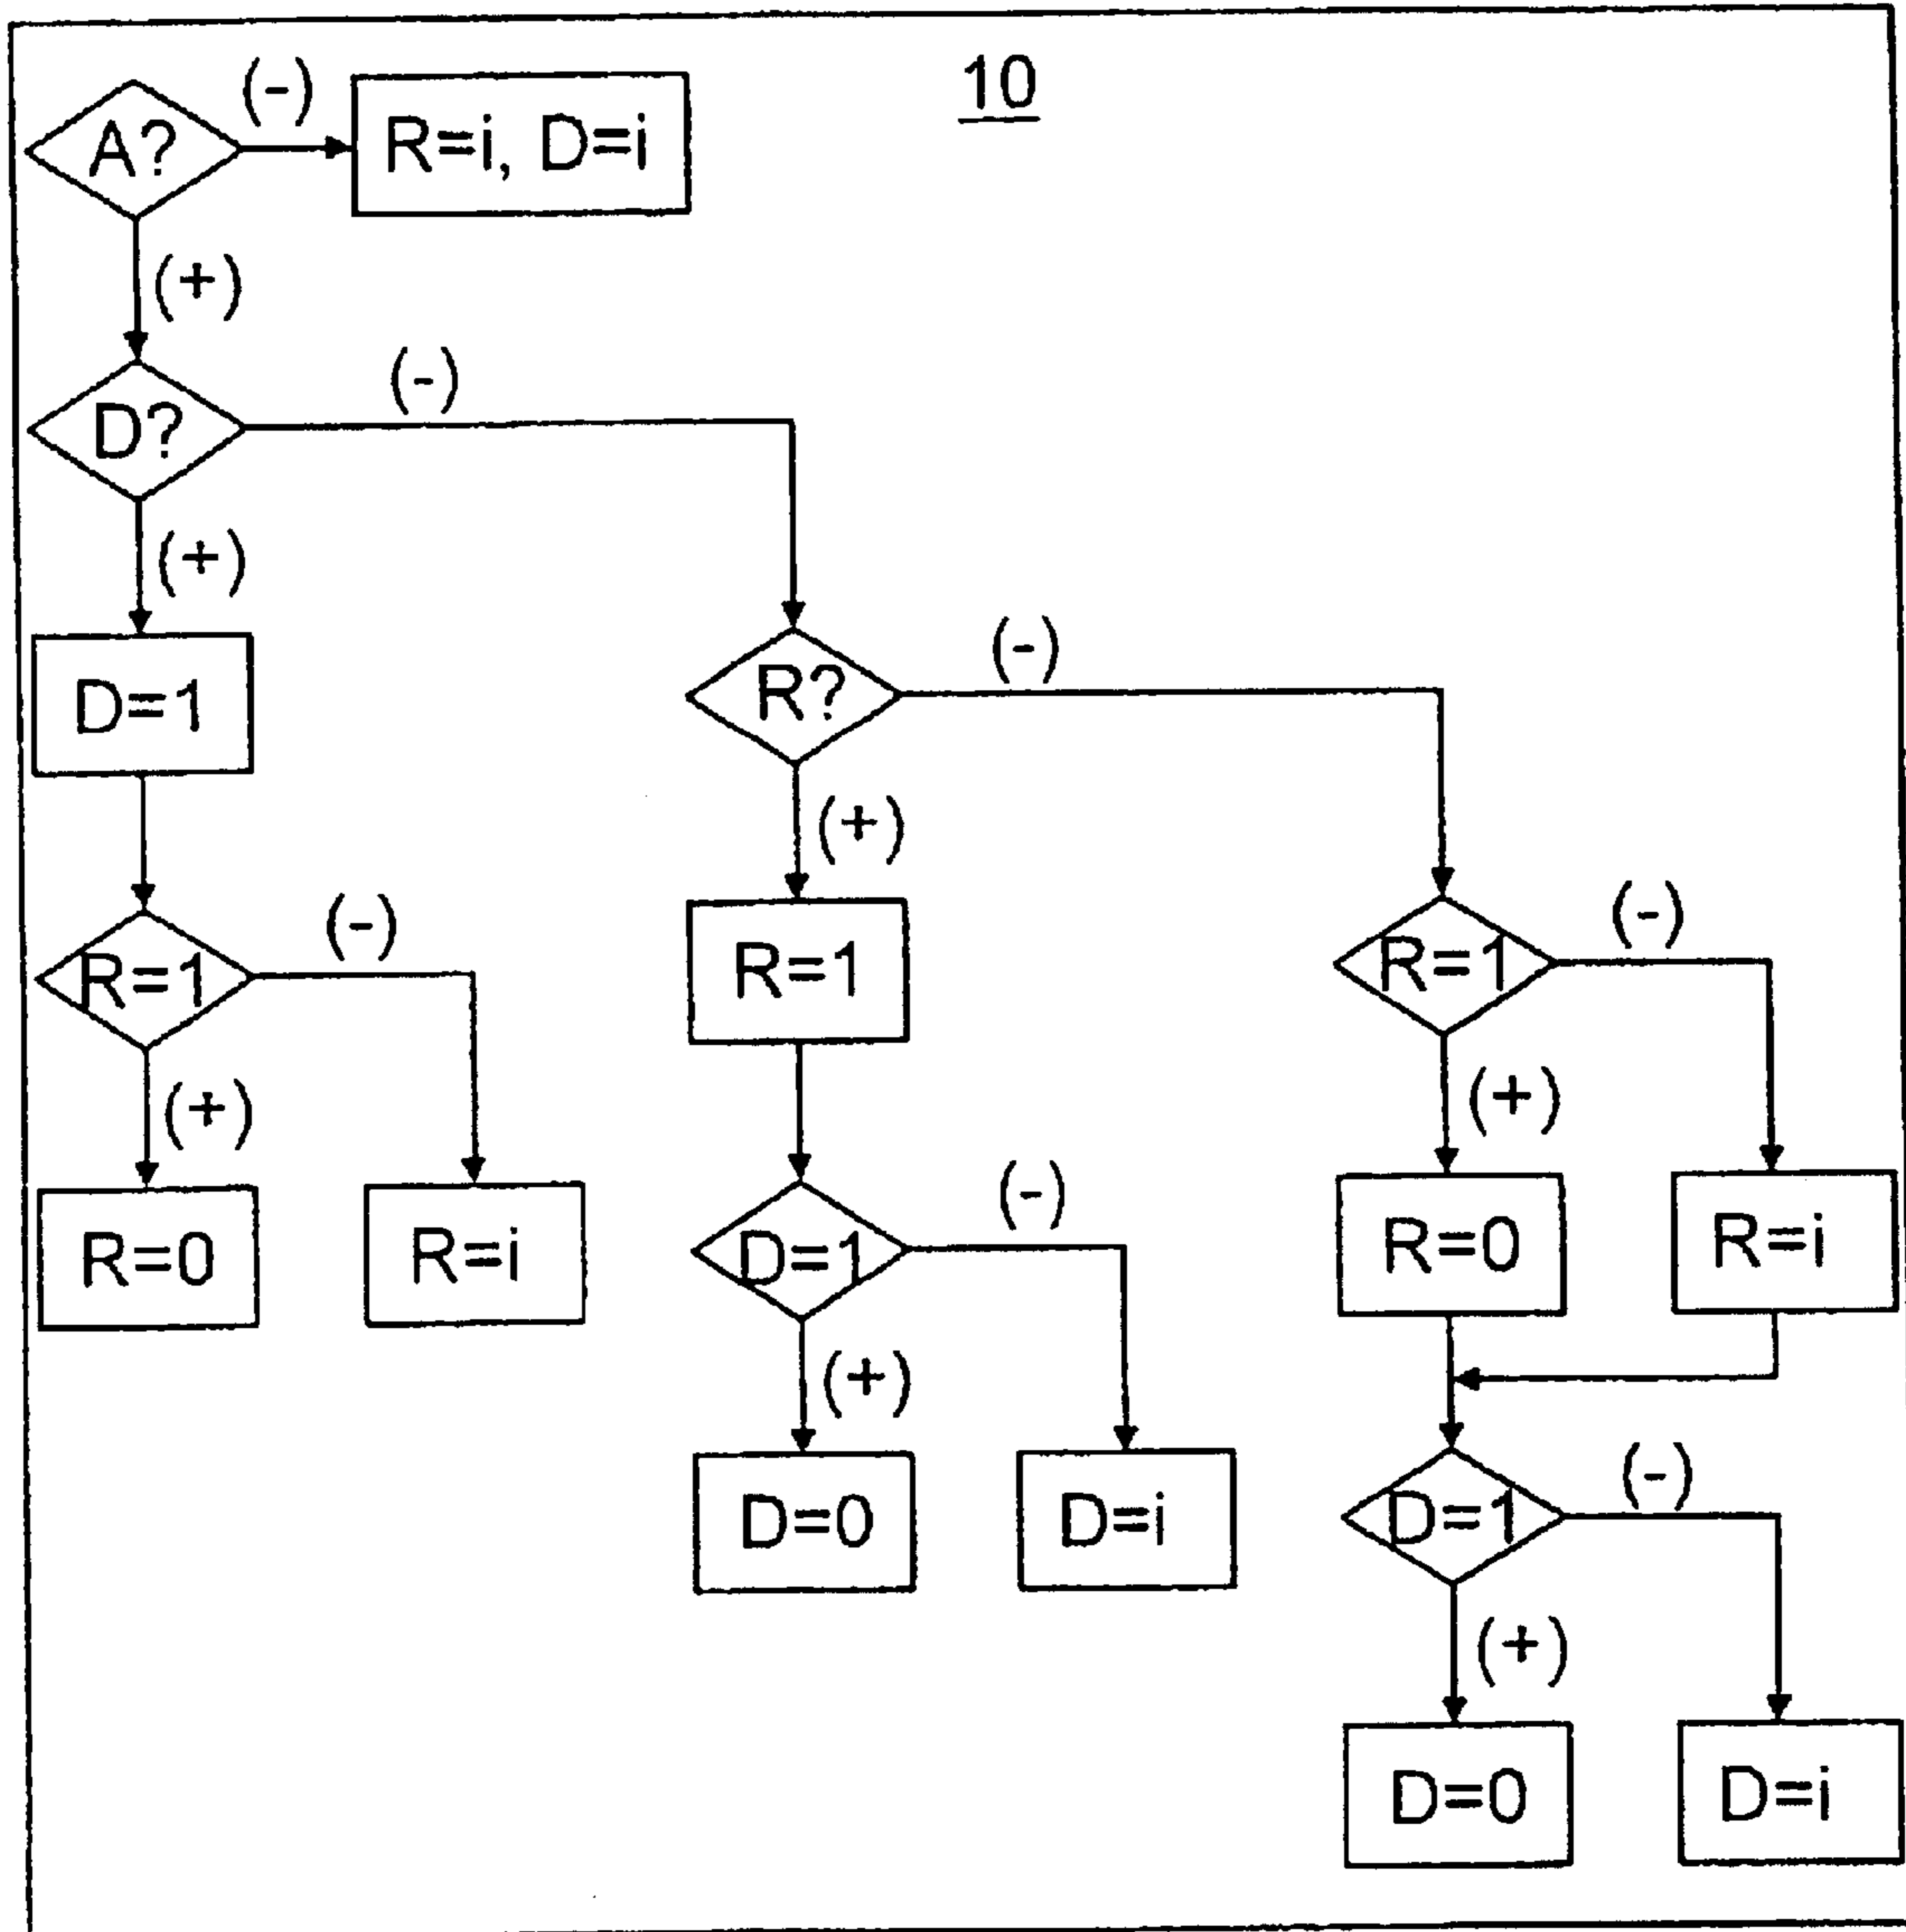 10
(-)
A?
R=i, D=i
(+)
(-)
D?
(+)
D=1
R?
(-)
(+)
R=1
(-)
R=1
R=1
(-)
(+)
(+)
R=0
R=i
D=1
(-)
R=0
R=i
(+)
D=0
D=i
D=1
(-)
(+)
D=0
D=i